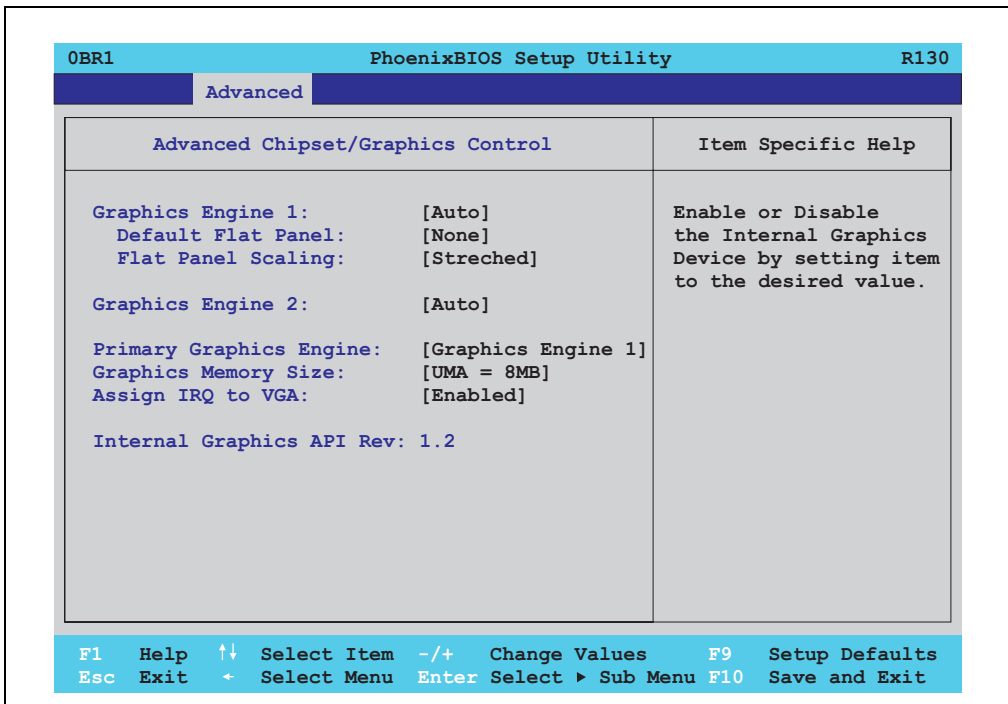 0BR1 PhoenixBIOS Setup Utility R130
Advanced
Advanced Chipset/Graphics Control
Item Specific Help
Graphics Engine 1: [Auto]
Default Flat Panel: [None]
Flat Panel Scaling: [Streched]
Graphics Engine 2: [Auto]
Primary Graphics Engine: [Graphics Engine 1]
Graphics Memory Size: [UMA = 8MB]
Assign IRQ to VGA: [Enabled]
Internal Graphics API Rev: 1.2
Enable or Disable
the Internal Graphics
Device by setting item
to the desired value.
F1 Help ↑↓ Select Item -/+ Change Values F9 Setup Defaults
Esc Exit ← Select Menu Enter Select ▶ Sub Menu F10 Save and Exit